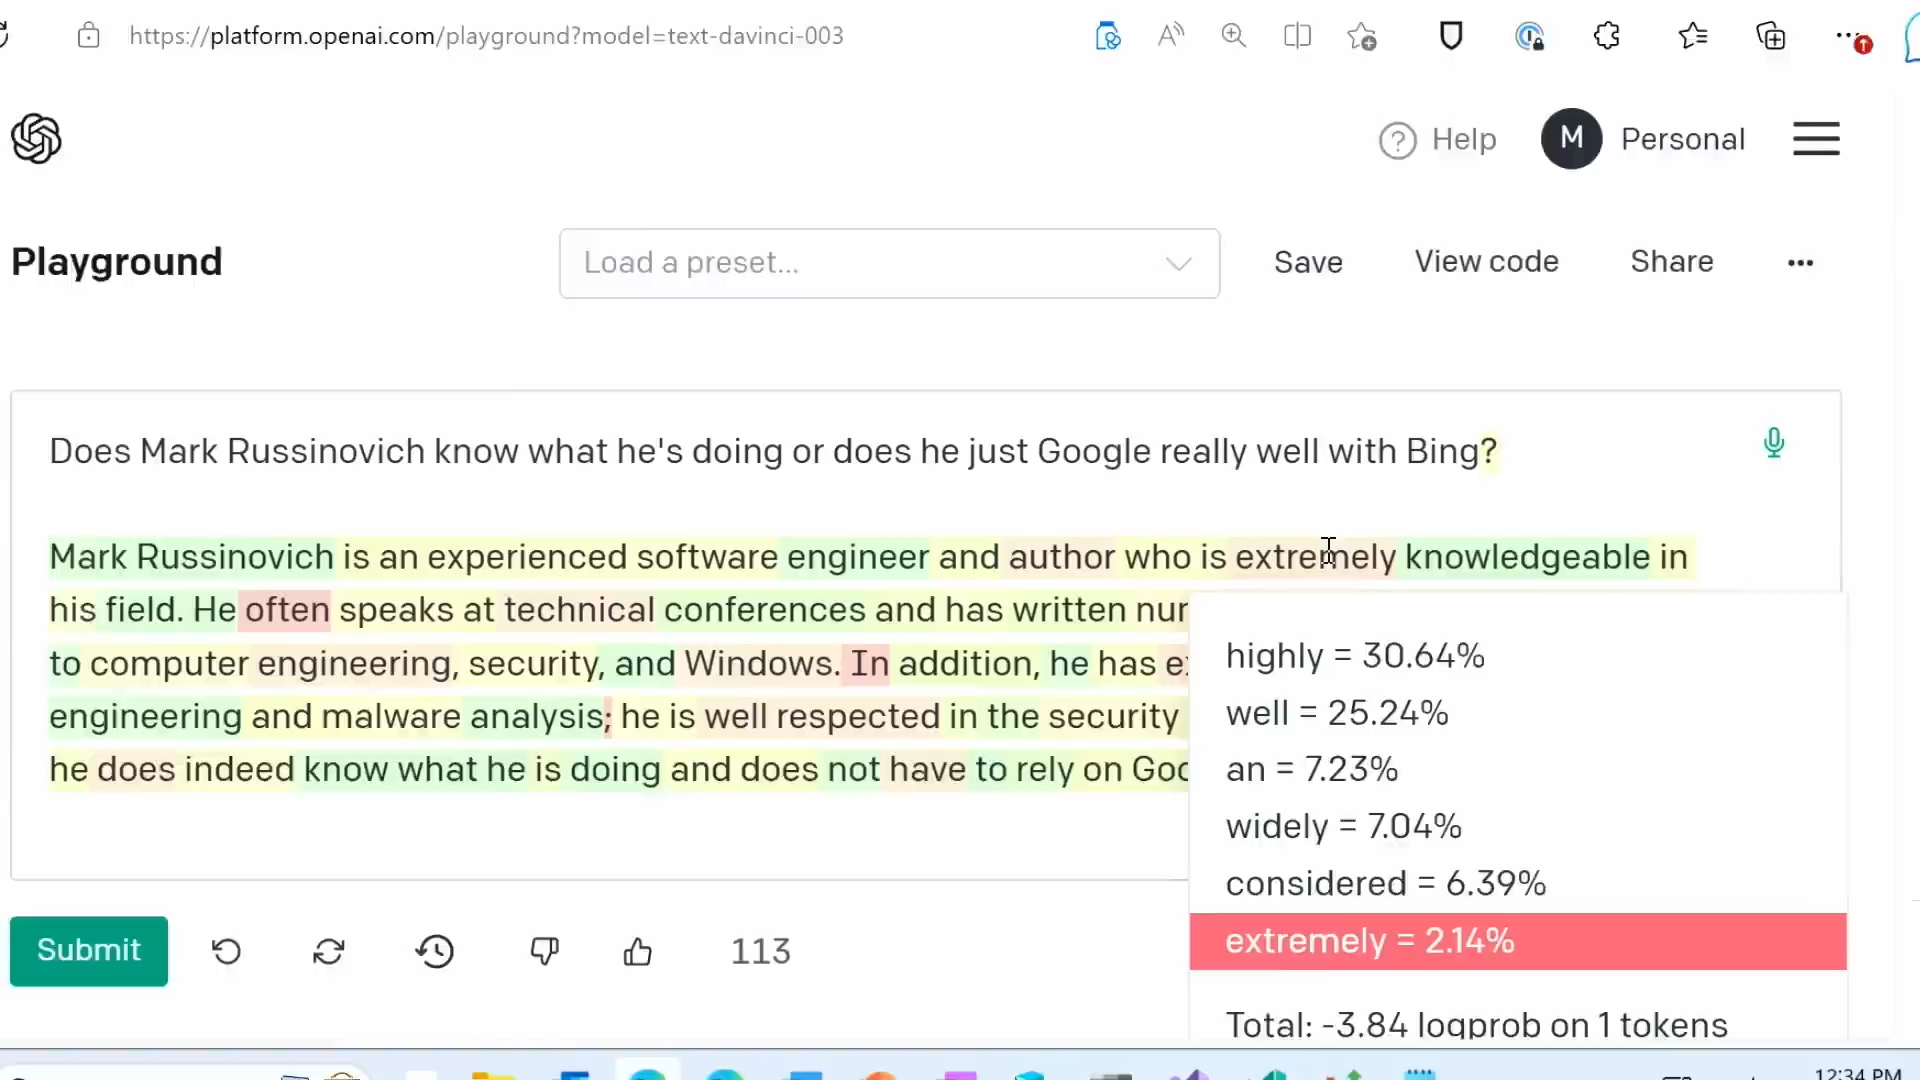 https://platform.openai.com/playground?model=text-davinci-003
Help
M
Personal
Playground
Load a preset...
Save
View code
Share
Does Mark Russinovich know what he's doing or does he just Google really well with Bing?
Mark Russinovich is an experienced software engineer and author who is extremely knowledgeable in
his field. He often speaks at technical conferences and has written
to computer engineering, security, and Windows. In addition, he has
engineering and malware analysis; he is well respected in the security
he does indeed know what he is doing and does not have to rely on
highly = 30.64%
well = 25.24%
an = 7.23%
widely = 7.04%
considered = 6.39%
extremely = 2.14%
Total: -3.84 logprob on 1 tokens
Submit
113
12:34 PM